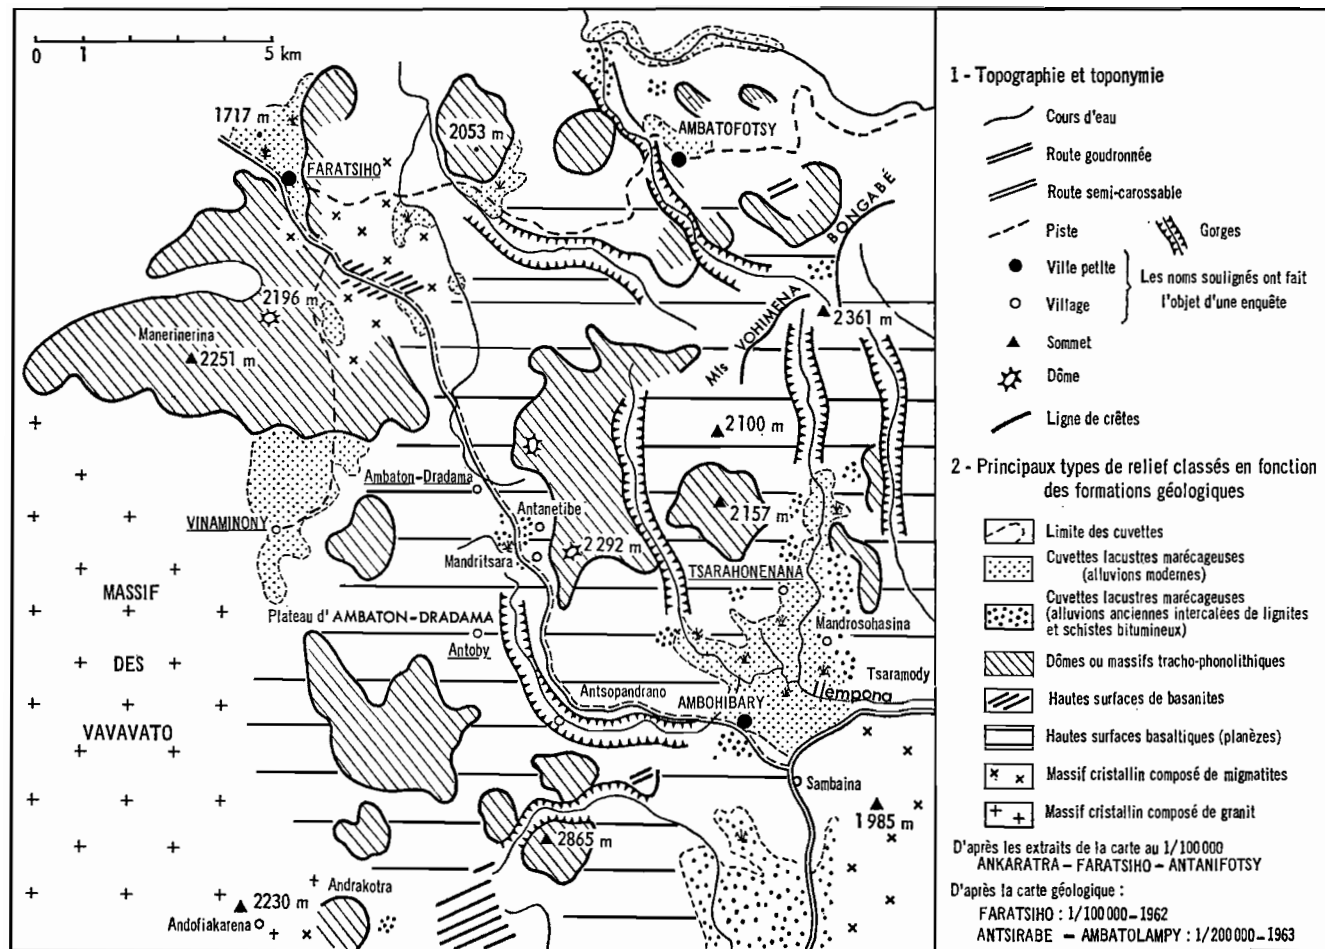 0 1 5 km
1717 m
FARATSIHO
2053 m
AMBATOFOTSY
BONGABÉ
2196 m
Manerinerina
2251 m
VOHIMENA
Mts
2361 m
2100 m
Ambaton-Dradama
Antanetibe
2157 m
VINAMINONY
2292 m
Mandritsara
TSARAHONENANA
MASSIF
Plateau d'AMBATON-DRADAMA
Mandrosohasina
Antoby
DES
Tsaramody
Ilempona
Antsopandrano
AMBOHIBARY
VAVAVATO
Sambaina
1985 m
2865 m
Andrakotra
2230 m
Andofiakarena
1 - Topographie et toponymie
Cours d'eau
Route goudronnée
Route semi-carossable
Piste
Gorges
Ville petite
Village
Les noms soulignés ont fait
l'objet d'une enquête
Sommet
Dôme
Ligne de crêtes
2 - Principaux types de relief classés en fonction
des formations géologiques
Limite des cuvettes
Cuvettes lacustres marécageuses
(alluvions modernes)
Cuvettes lacustres marécageuses
(alluvions anciennes intercalées de lignites
et schistes bitumineux)
Dômes ou massifs tracho-phonolithiques
Hautes surfaces de basanites
Hautes surfaces basaltiques (planèzes)
Massif cristallin composé de migmatites
Massif cristallin composé de granit
D'après les extraits de la carte au 1/100000
ANKARATRA - FARATSIHO - ANTANIFOTSY
D'après la carte géologique :
FARATSIHO : 1/100000 - 1962
ANTSIRABE - AMBATOLAMPY : 1/200000 - 1963